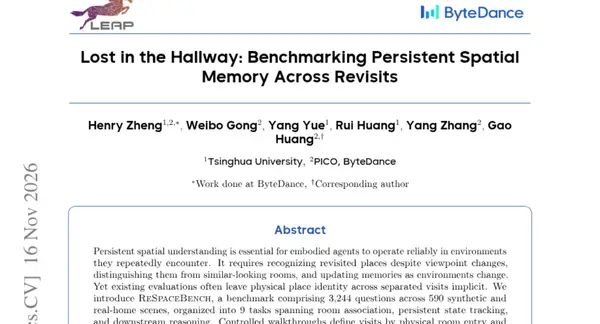 LEAP
ByteDance
Lost in the Hallway: Benchmarking Persistent Spatial
Memory Across Revisits
Henry Zheng1,2,*, Weibo Gong2, Yang Yue1, Rui Huang1, Yang Zhang2, Gao
Huang2,†
1Tsinghua University, 2PICO, ByteDance
*Work done at ByteDance, †Corresponding author
s.CV] 16 Nov 2026
Abstract
Persistent spatial understanding is essential for embodied agents to operate reliably in environments
they repeatedly encounter. It requires recognizing revisited places despite viewpoint changes,
distinguishing them from similar-looking rooms, and updating memories as environments change.
Yet existing evaluations often leave physical place identity across separated visits implicit. We
introduce ReSpaceBench, a benchmark comprising 3,244 questions across 590 synthetic and
real-home scenes, organized into 9 tasks spanning room association, persistent state tracking,
and downstream reasoning. Controlled walkthroughs define visits by physical room entry and